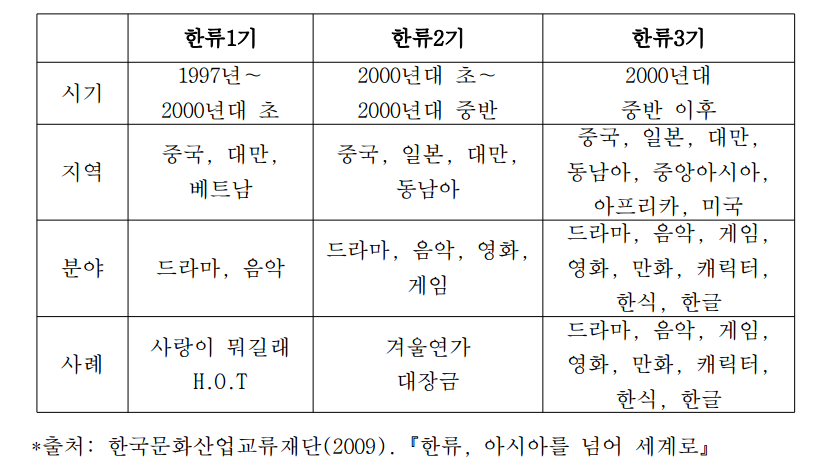 한류1기 한류2기 한류3기
시기 1997년~ 2000년대 초 2000년대 초~ 2000년대 중반 2000년대 중반 이후
지역 중국, 대만, 베트남 중국, 일본, 대만, 동남아 중국, 일본, 대만, 동남아, 중앙아시아, 아프리카, 미국
분야 드라마, 음악 드라마, 음악, 영화, 게임 드라마, 음악, 게임, 영화, 만화, 캐릭터, 한식, 한글
사례 사랑이 뭐길래 H.O.T 겨울연가 대장금 드라마, 음악, 게임, 영화, 만화, 캐릭터, 한식, 한글
*출처: 한국문화산업교류재단(2009).『한류, 아시아를 넘어 세계로』